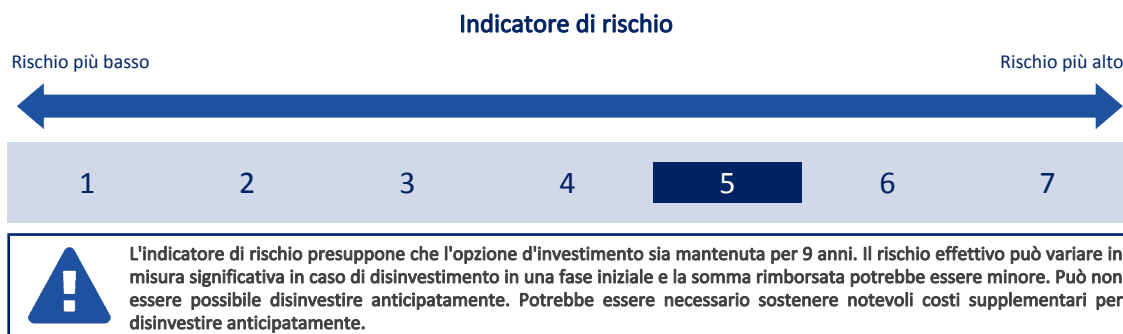 Indicatore di rischio
Rischio più basso
Rischio più alto
1 2 3 4 5 6 7
L'indicatore di rischio presuppone che l'opzione d'investimento sia mantenuta per 9 anni. Il rischio effettivo può variare in
misura significativa in caso di disinvestimento in una fase iniziale e la somma rimborsata potrebbe essere minore. Può non
essere possibile disinvestire anticipatamente. Potrebbe essere necessario sostenere notevoli costi supplementari per
disinvestire anticipatamente.